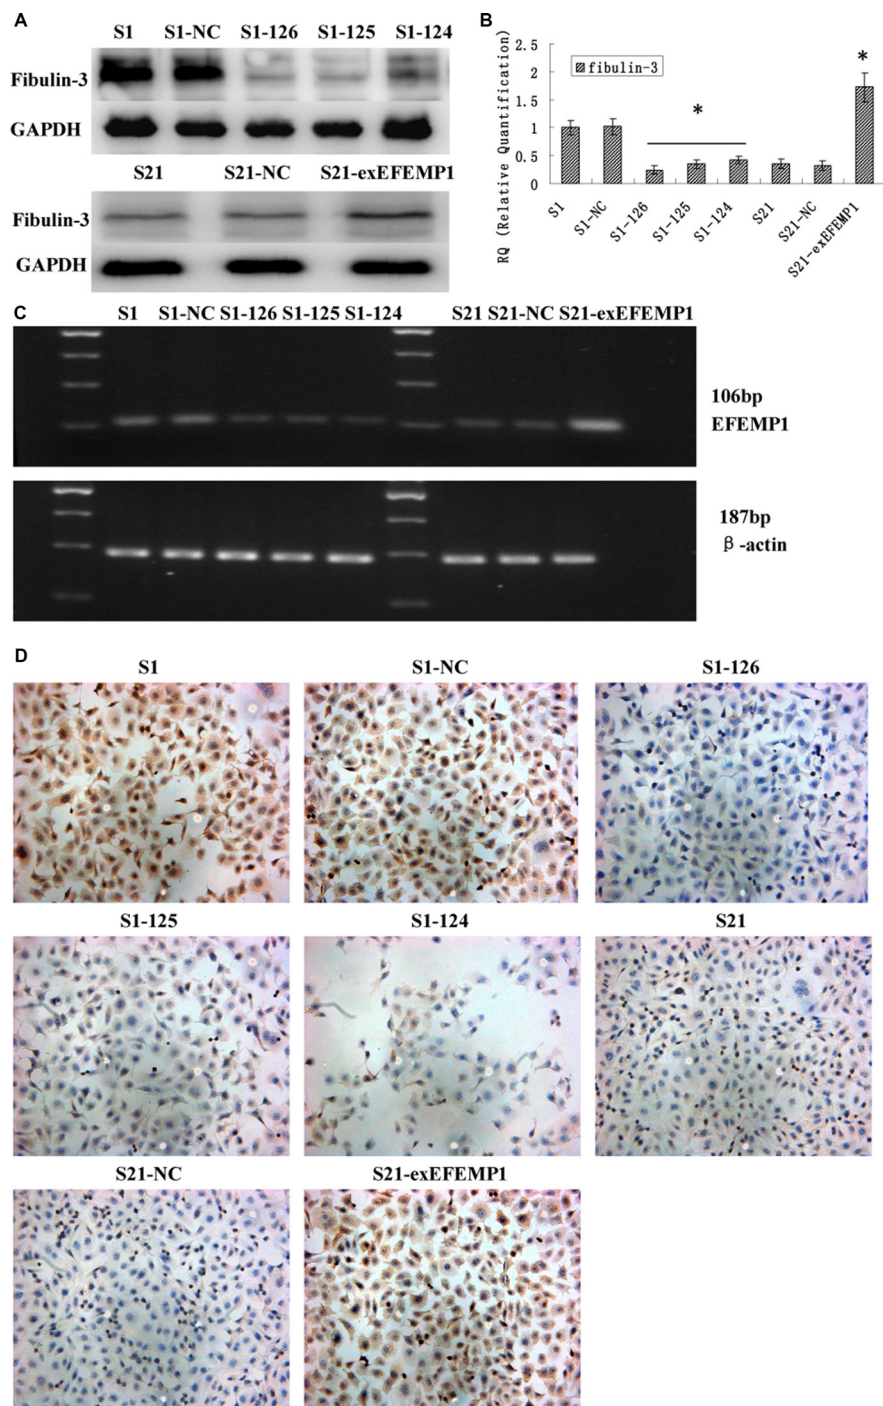 A
S1 S1-NC S1-126 S1-125 S1-124
Fibulin-3
GAPDH
S21 S21-NC S21-exEFEMP1
Fibulin-3
GAPDH
B
2.5
2
1.5
1
0.5
0
RQ (Relative Quantification)
fibulin-3
*
*
S1 S1-NC S1-126 S1-125 S1-124 S21 S21-NC S21-exEFEMP1
C
S1 S1-NC S1-126 S1-125 S1-124 S21 S21-NC S21-exEFEMP1
106bp
EFEMP1
187bp
β-actin
D
S1 S1-NC S1-126
S1-125 S1-124 S21
S21-NC S21-exEFEMP1